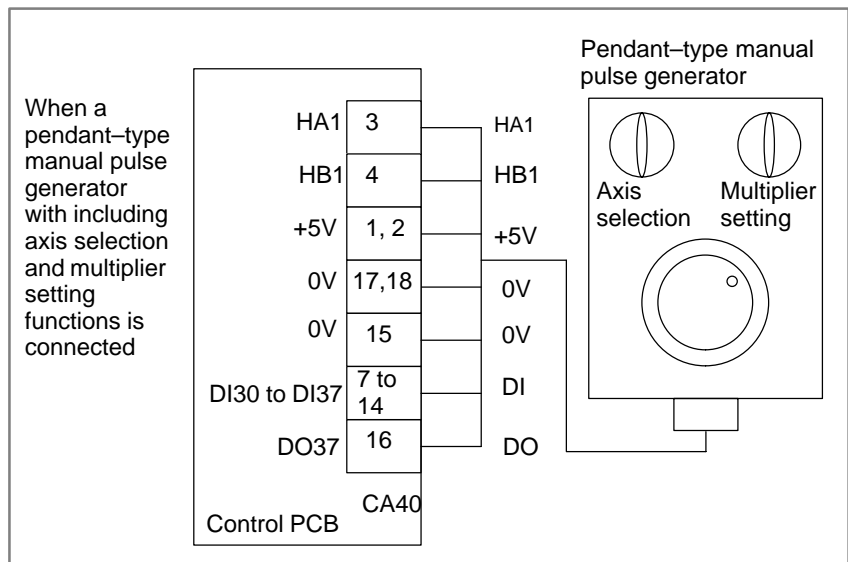 Pendant–type manual
pulse generator
When a
pendant–type
manual pulse
generator
with including
axis selection
and multiplier
setting
functions is
connected
HA1 3 HA1
HB1 4 HB1
+5V 1, 2 +5V
0V 17,18 0V
0V 15 0V
DI30 to DI37 7 to 14 DI
DO37 16 DO
CA40
Control PCB
Axis
selection
Multiplier
setting